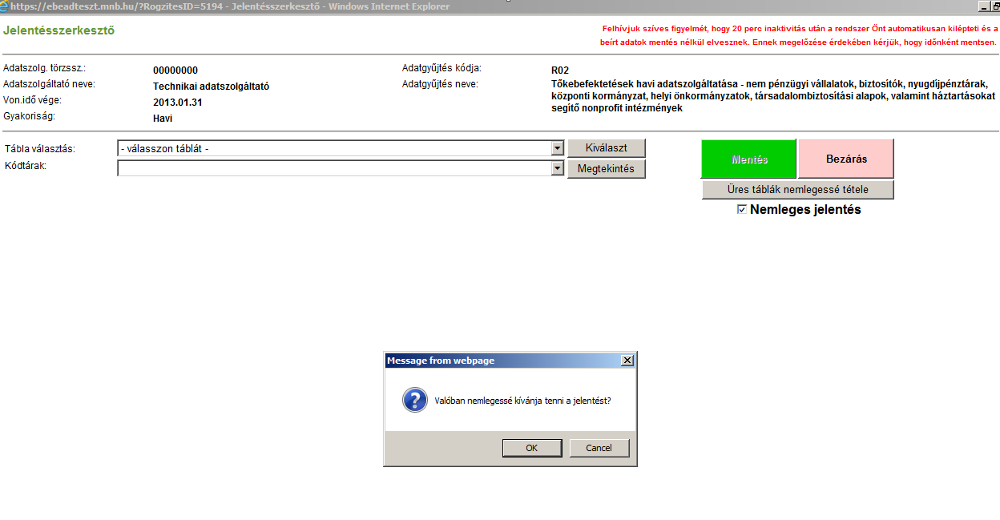 https://ebeadteszt.mnb.hu/?RogzitesID=5194 - Jelentésszerkesztő - Windows Internet Explorer
Jelentésszerkesztő
Felhívjuk szíves figyelmét, hogy 20 perc inaktivitás után a rendszer Önt automatikusan kilépteti és a
beírt adatok mentés nélkül elvesznek. Ennek megelőzése érdekében kérjük, hogy időnként mentsen.
Adatszolg. törzssz.: 00000000
Adatszolgáltató neve: Technikai adatszolgáltató
Von.idő vége: 2013.01.31
Gyakoriság: Havi
Adatgyűjtés kódja: R02
Adatgyűjtés neve: Tőkebefektetések havi adatszolgáltatása - nem pénzügyi vállalatok, biztosítók, nyugdíjpénztárak,
központi kormányzat, helyi önkormányzatok, társadalombiztosítási alapok, valamint háztartásokat
segítő nonprofit intézmények
Tábla választás: - válasszon táblát - Kiválaszt
Kódtárak: Megtekintés
Mentés Bezárás
Üres táblák nemlegessé tétele
Nemleges jelentés
Message from webpage
Valóban nemlegessé kívánja tenni a jelentést?
OK Cancel